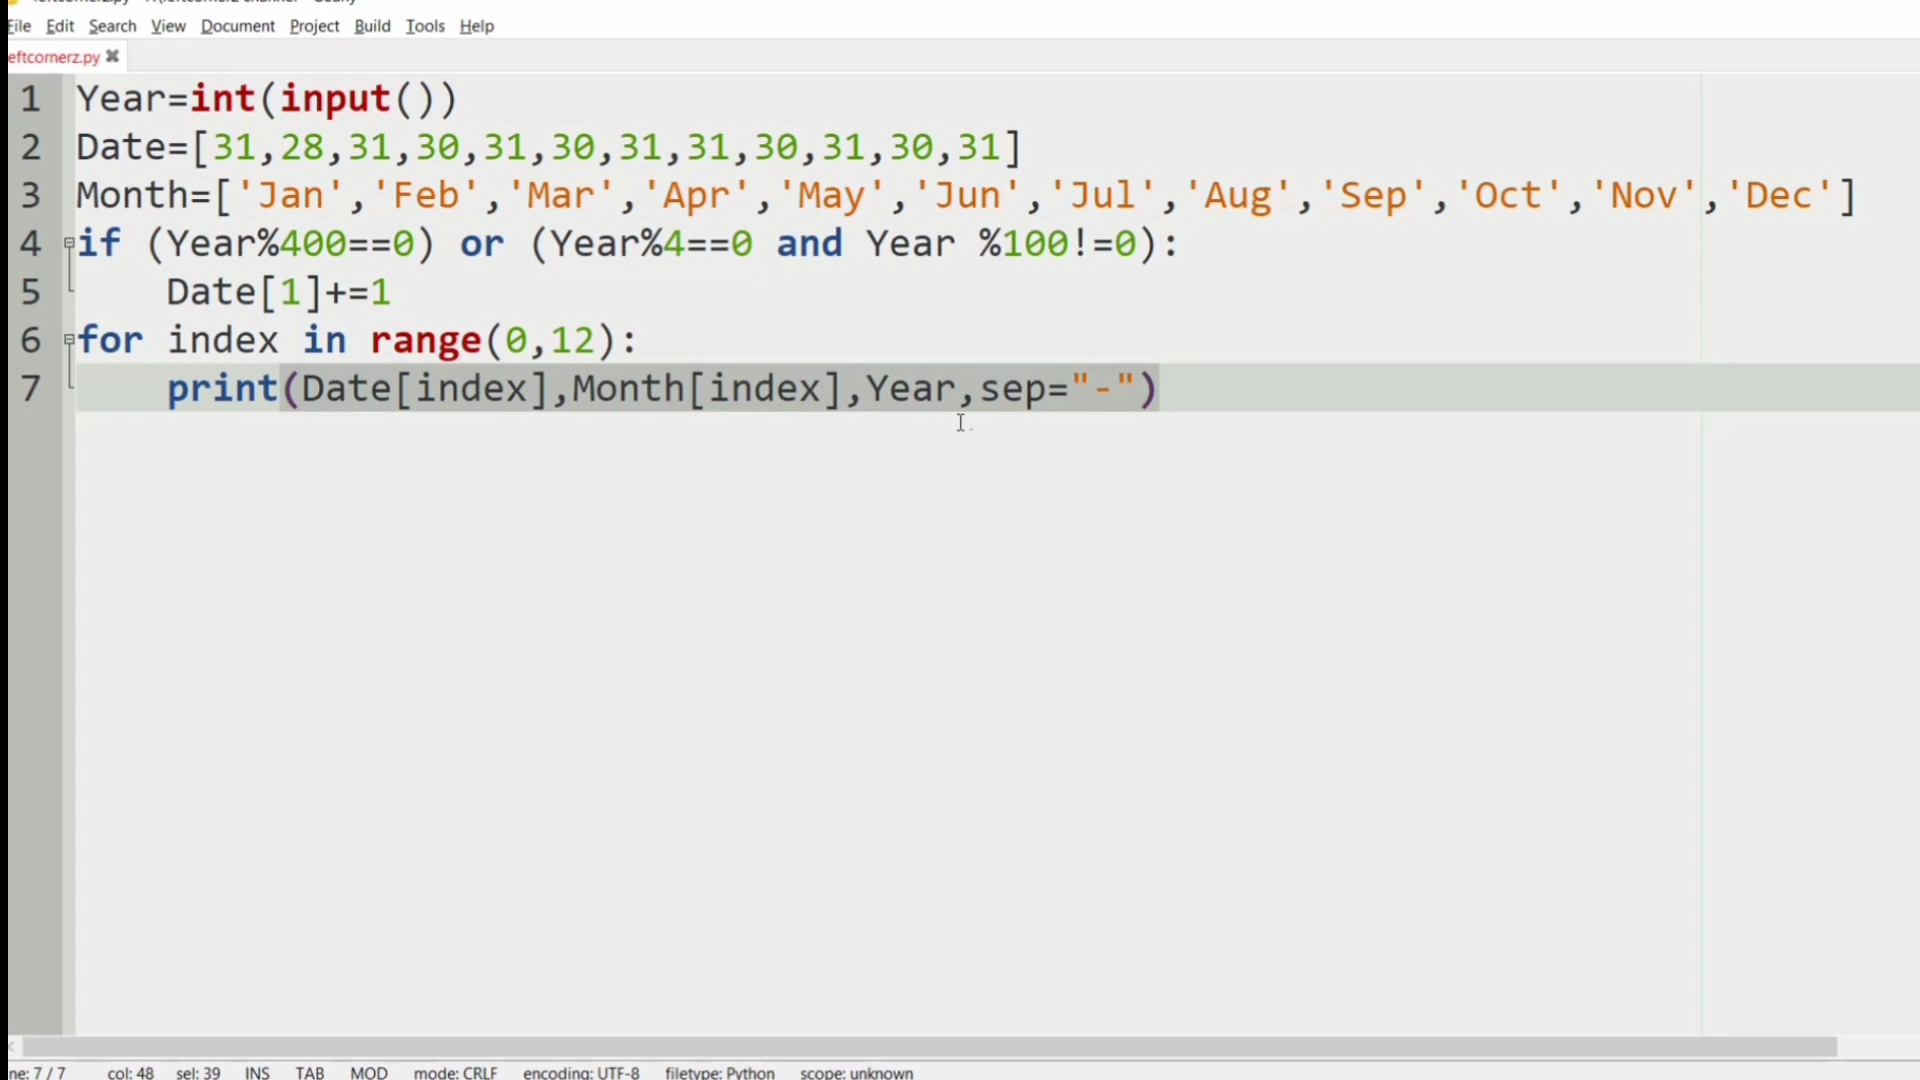 File Edit Search View Document Project Build Tools Help
eftcornerz.py
1 Year=int(input())
2 Date=[31,28,31,30,31,30,31,31,30,31,30,31]
3 Month=['Jan','Feb','Mar','Apr','May','Jun','Jul','Aug','Sep','Oct','Nov','Dec']
4 if (Year%400==0) or (Year%4==0 and Year %100!=0):
5     Date[1]+=1
6 for index in range(0,12):
7     print(Date[index],Month[index],Year,sep="-")
ne: 7 / 7 col: 48 sel: 39 INS TAB MOD mode: CRLF encoding: UTF-8 filetype: Python scope: unknown